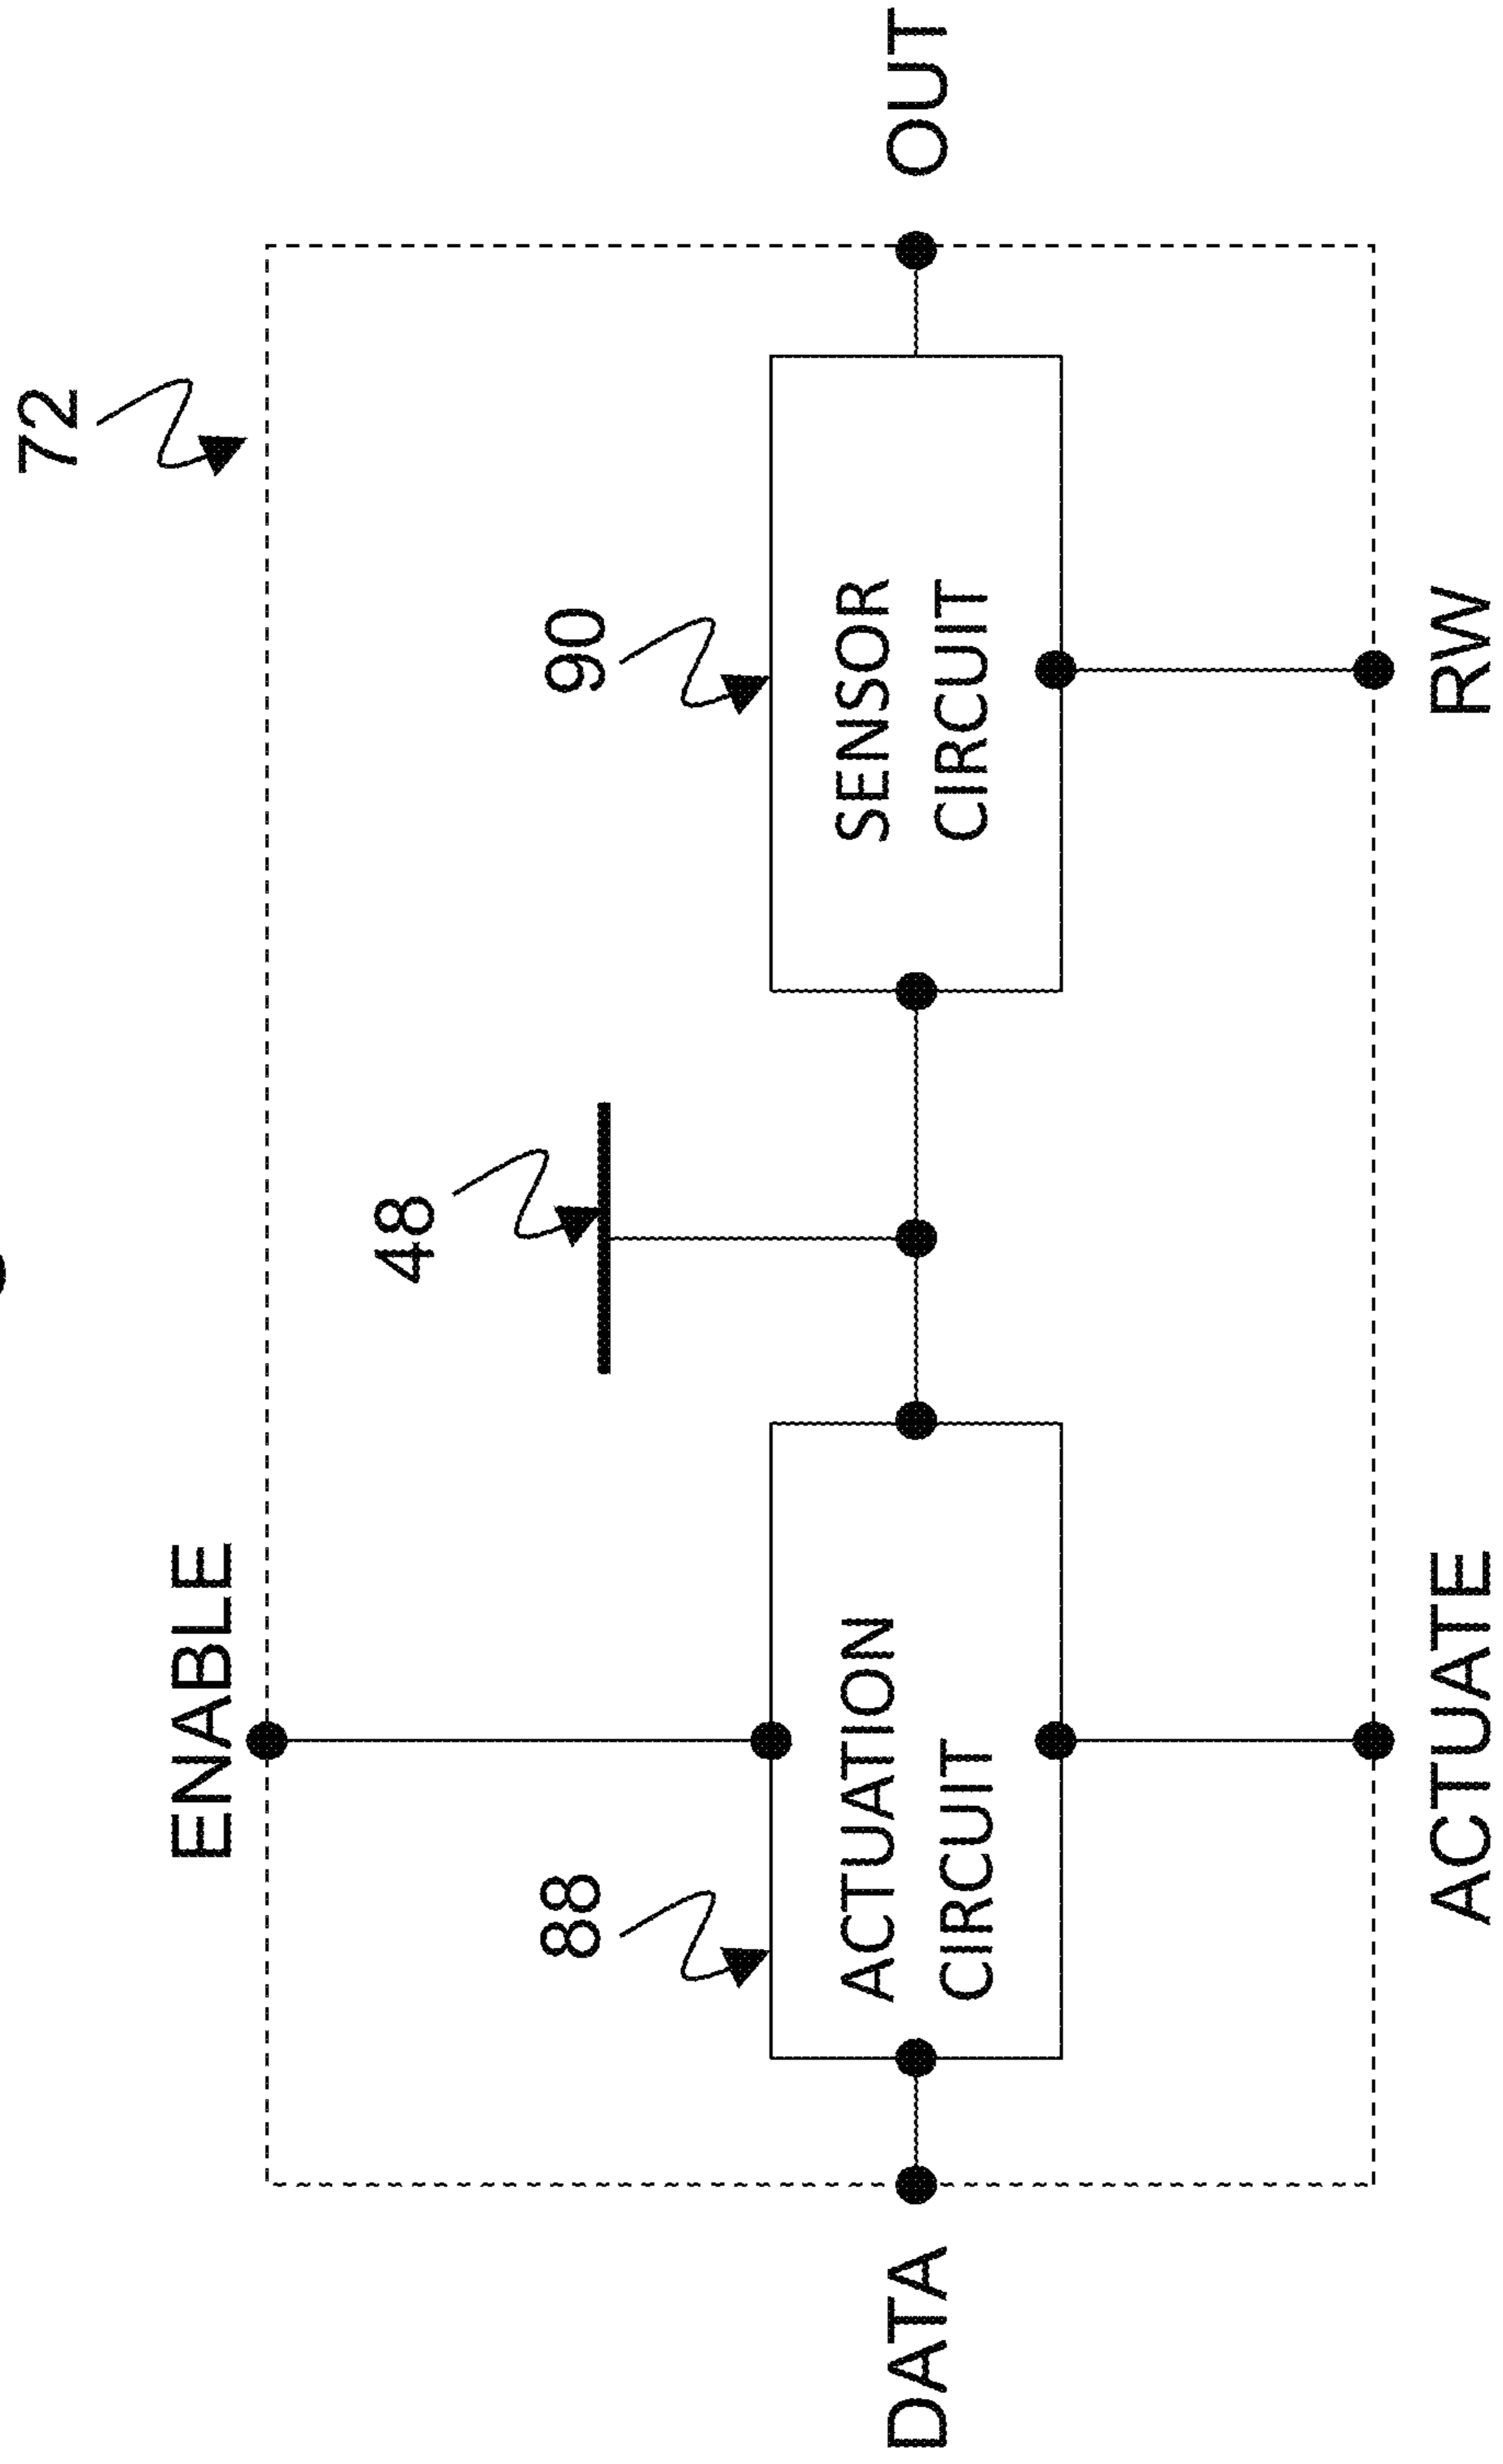 72
ENABLE
48
90
88
ACTUATION
CIRCUIT
SENSOR
CIRCUIT
DATA
OUT
ACTUATE
RW